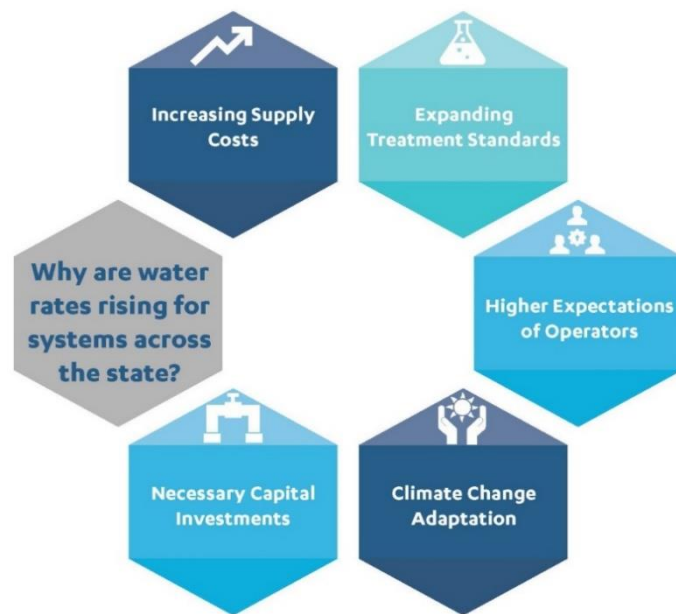 Why are water
rates rising for
systems across
the state?
Increasing Supply
Costs
Expanding
Treatment Standards
Higher Expectations
of Operators
Climate Change
Adaptation
Necessary Capital
Investments